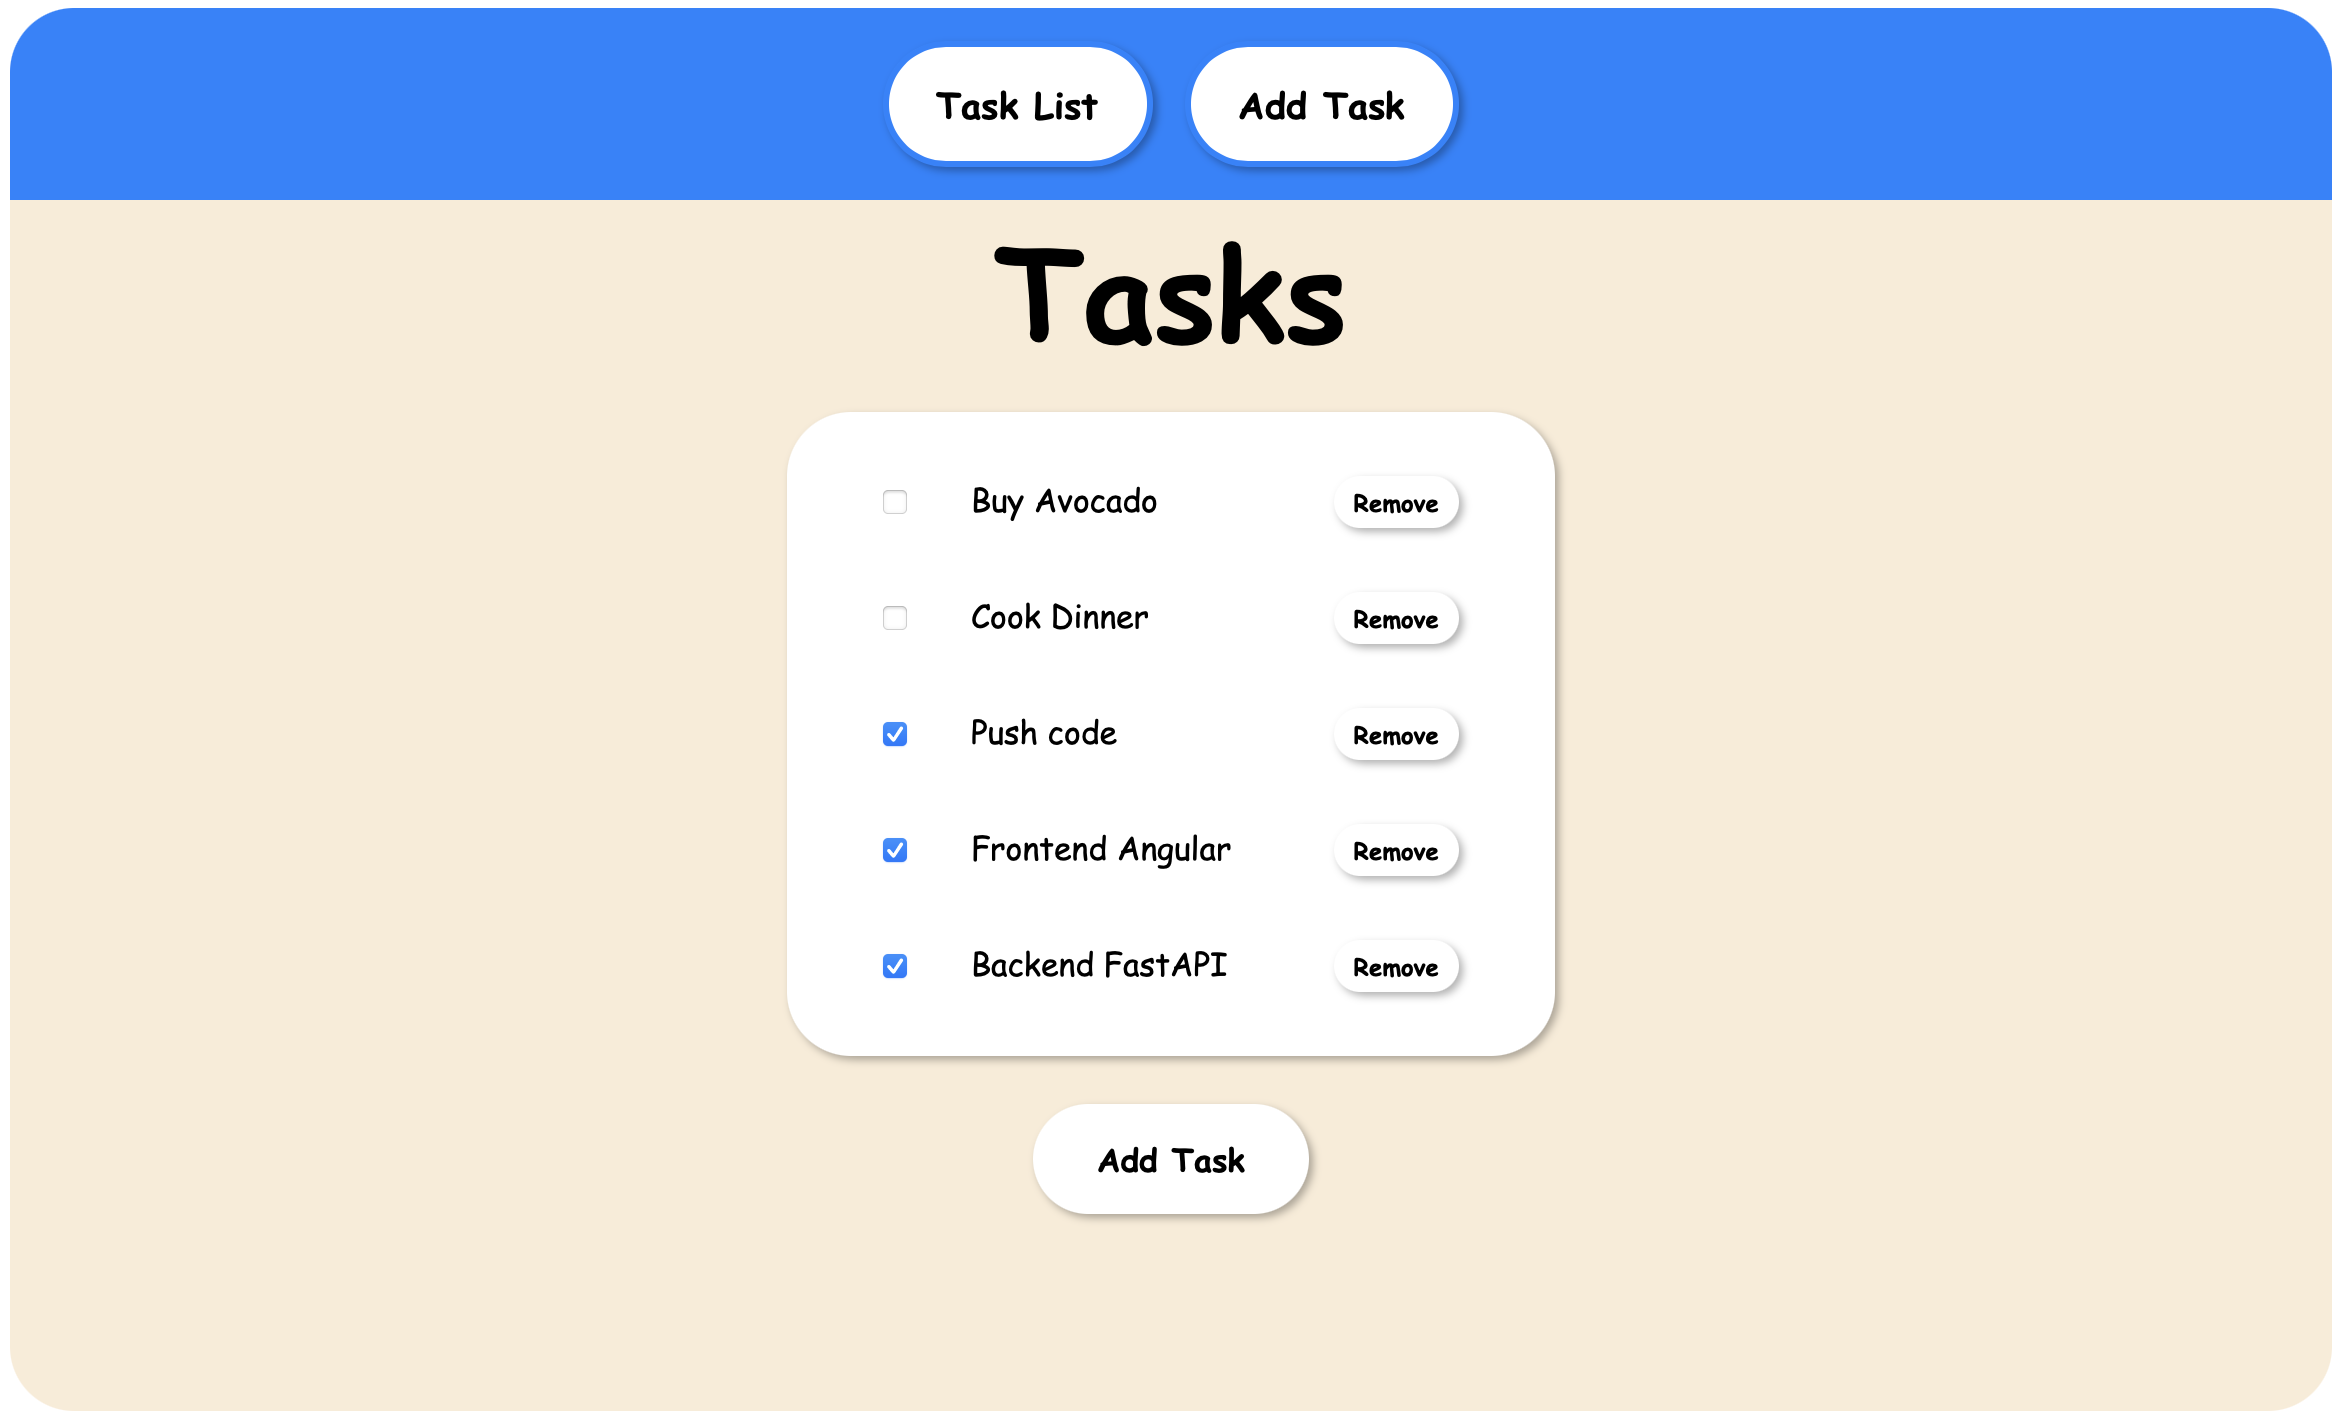 Task List Add Task
Tasks
Buy Avocado Remove
Cook Dinner Remove
Push code Remove
Frontend Angular Remove
Backend FastAPI Remove
Add Task